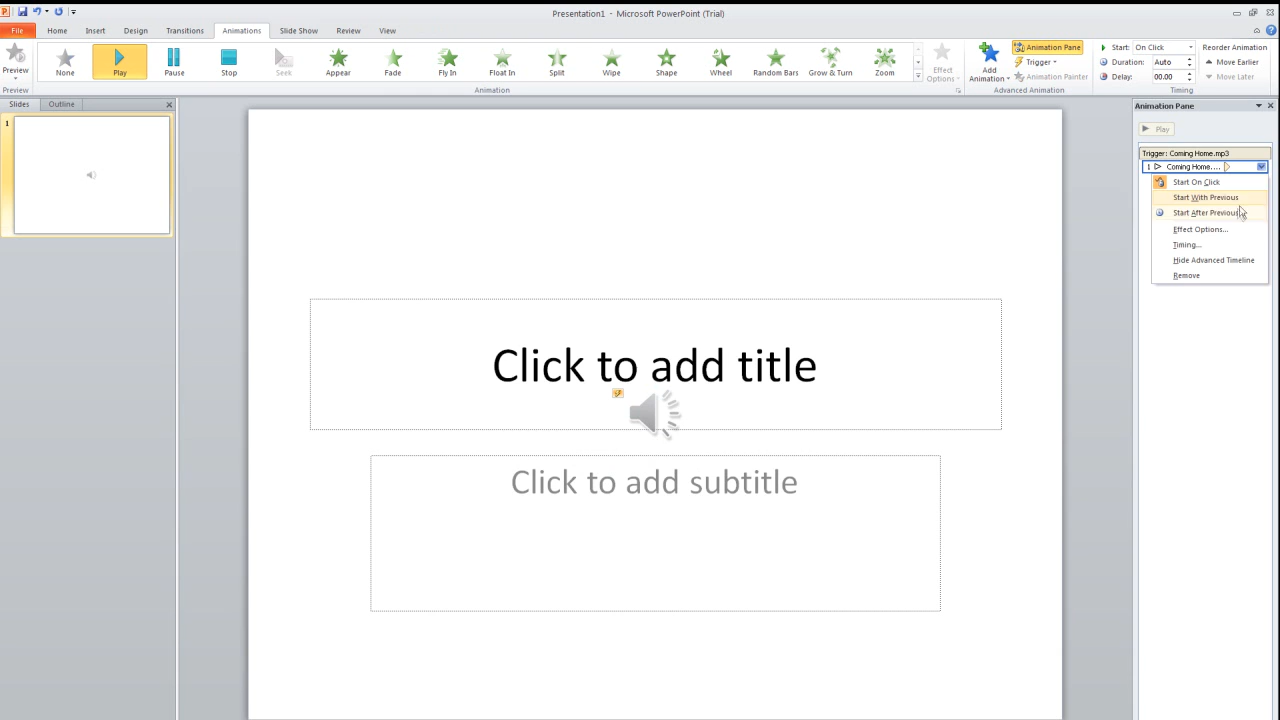 Presentation1 - Microsoft PowerPoint (Trial)
File Home Insert Design Transitions Animations Slide Show Review View
Preview None Play Pause Stop Seek Appear Fade Fly In Float In Split Wipe Shape Wheel Random Bars Grow & Turn Zoom Effect Options Add Animation Animation Pane Trigger Animation Painter Start: On Click Duration: Auto Delay: 00.00 Reorder Animation Move Earlier Move Later
Preview Animation Advanced Animation Timing
Slides Outline
1
Click to add title
Click to add subtitle
Animation Pane
Play
Trigger: Coming Home.mp3
1 Coming Home....
Start On Click
Start With Previous
Start After Previous
Effect Options...
Timing...
Hide Advanced Timeline
Remove